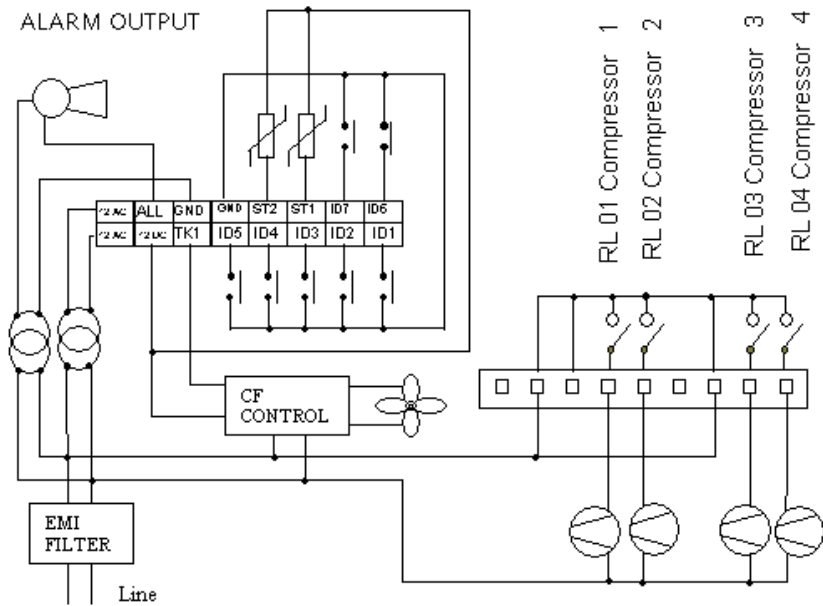 ALARM OUTPUT
RL 01 Compressor 1
RL 02 Compressor 2
RL 03 Compressor 3
RL 04 Compressor 4
ALL GND GND ST2 ST1 ID7 ID6
TK1 ID5 ID4 ID3 ID2 ID1
CF
CONTROL
EMI
FILTER
Line